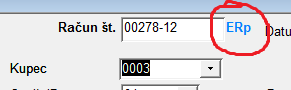 Račun št. 00278-12 ERp Datu
Kupec 0003